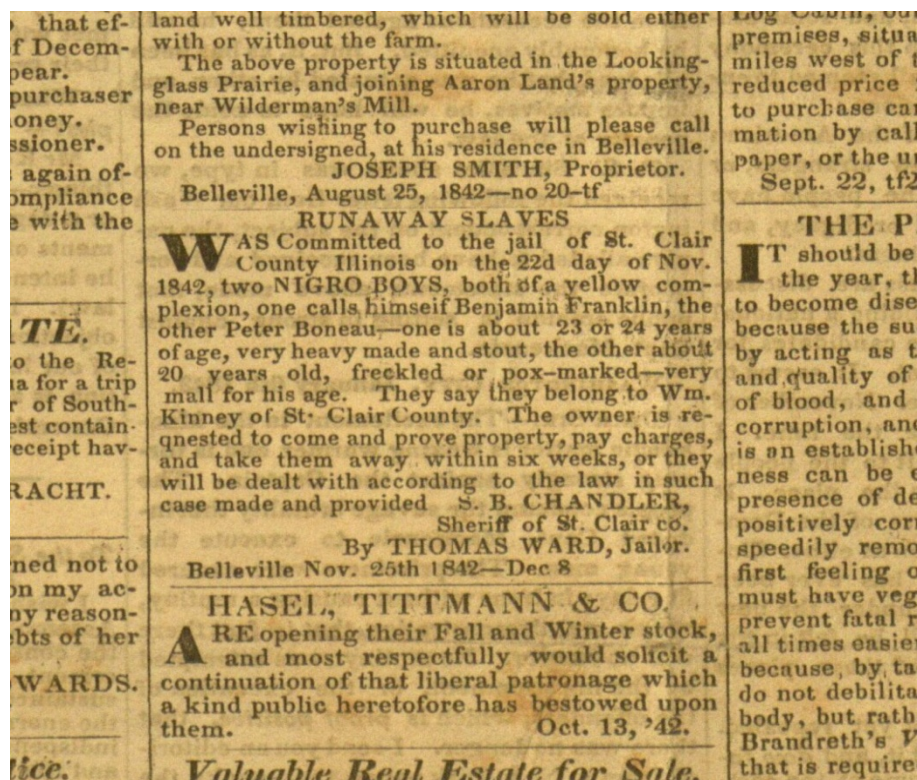 that ef-
f Decem-
pear.
purchaser
oney.
ssioner.
again of-
ompliance
e with the
ATE.
o the Re-
a for a trip
r of South-
est contain-
eceipt hav-
RACHT.
ned not to
on my ac-
ny reason-
ebts of her
WARDS.
lice.
land well timbered, which will be sold either
with or without the farm.
The above property is situated in the Looking-
glass Prairie, and joining Aaron Land's property,
near Wilderman's Mill.
Persons wishing to purchase will please call
on the undersigned, at his residence in Belleville.
JOSEPH SMITH, Proprietor.
Belleville, August 25, 1842—no 20-tf
RUNAWAY SLAVES
WAS Committed to the jail of St. Clair
County Illinois on the 22d day of Nov.
1842, two NIGRO BOYS, both of a yellow com-
plexion, one calls himseif Benjamin Franklin, the
other Peter Boneau—one is about 23 or 24 years
of age, very heavy made and stout, the other about
20 years old, freckled or pox-marked—very
mall for his age. They say they belong to Wm.
Kinney of St. Clair County. The owner is re-
qnested to come and prove property, pay charges,
and take them away within six weeks, or they
will be dealt with according to the law in such
case made and provided S. B. CHANDLER,
Sheriff of St. Clair co.
By THOMAS WARD, Jailor.
Belleville Nov. 25th 1842—Dec 8
HASEL, TITTMANN & CO.
ARE opening their Fall and Winter stock,
and most respectfully would solicit a
continuation of that liberal patronage which
a kind public heretofore has bestowed upon
them. Oct. 13, '42.
Valuable Real Estate for Sale.
Log Cabin, ou
premises, situa
miles west of t
reduced price
to purchase ca
mation by call
paper, or the u
Sept. 22, tf2
THE P
IT should be
the year, th
to become dise
because the su
by acting as t
and quality of
of blood, and
corruption, and
is an establishe
ness can be
presence of de
positively corr
speedily remo
first feeling o
must have veg
prevent fatal r
all times easie
because, by, ta
do not debilita
body, but rath
Brandreth's V
that is require